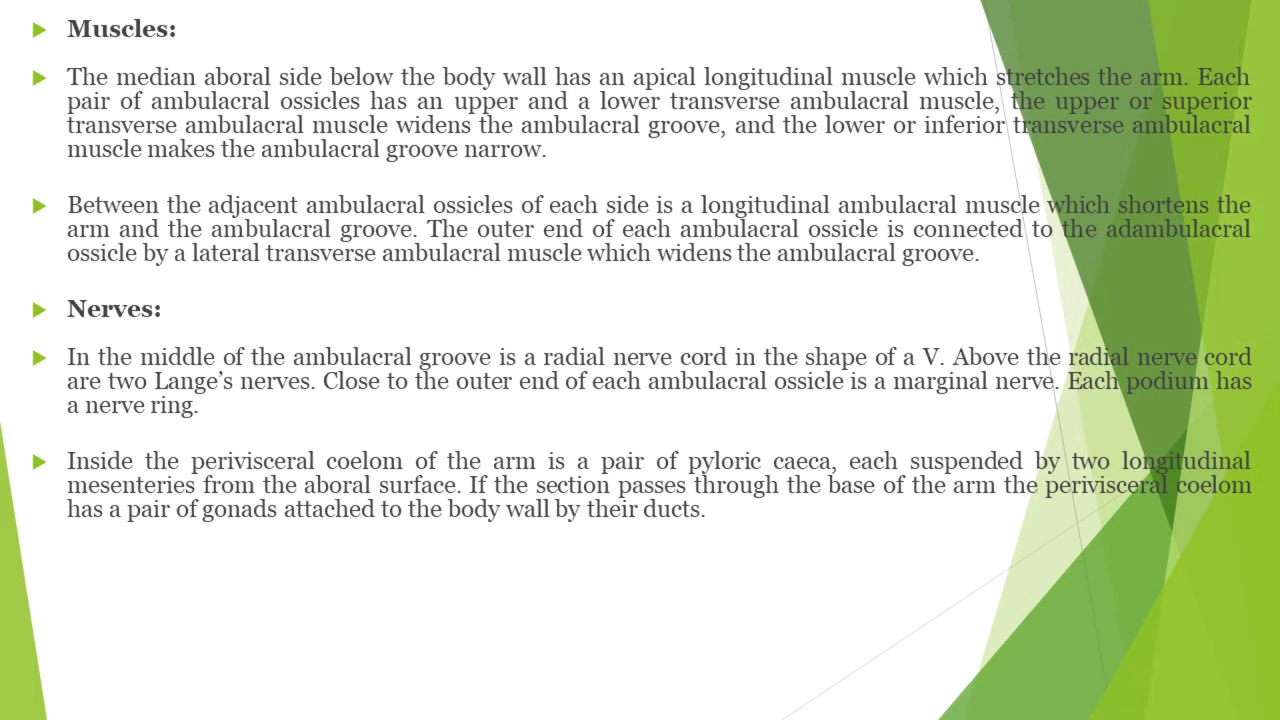 Muscles:
The median aboral side below the body wall has an apical longitudinal muscle which stretches the arm. Each
pair of ambulacral ossicles has an upper and a lower transverse ambulacral muscle, the upper or superior
transverse ambulacral muscle widens the ambulacral groove, and the lower or inferior transverse ambulacral
muscle makes the ambulacral groove narrow.
Between the adjacent ambulacral ossicles of each side is a longitudinal ambulacral muscle which shortens the
arm and the ambulacral groove. The outer end of each ambulacral ossicle is connected to the adambulacral
ossicle by a lateral transverse ambulacral muscle which widens the ambulacral groove.
Nerves:
In the middle of the ambulacral groove is a radial nerve cord in the shape of a V. Above the radial nerve cord
are two Lange’s nerves. Close to the outer end of each ambulacral ossicle is a marginal nerve. Each podium has
a nerve ring.
Inside the perivisceral coelom of the arm is a pair of pyloric caeca, each suspended by two longitudinal
mesenteries from the aboral surface. If the section passes through the base of the arm the perivisceral coelom
has a pair of gonads attached to the body wall by their ducts.